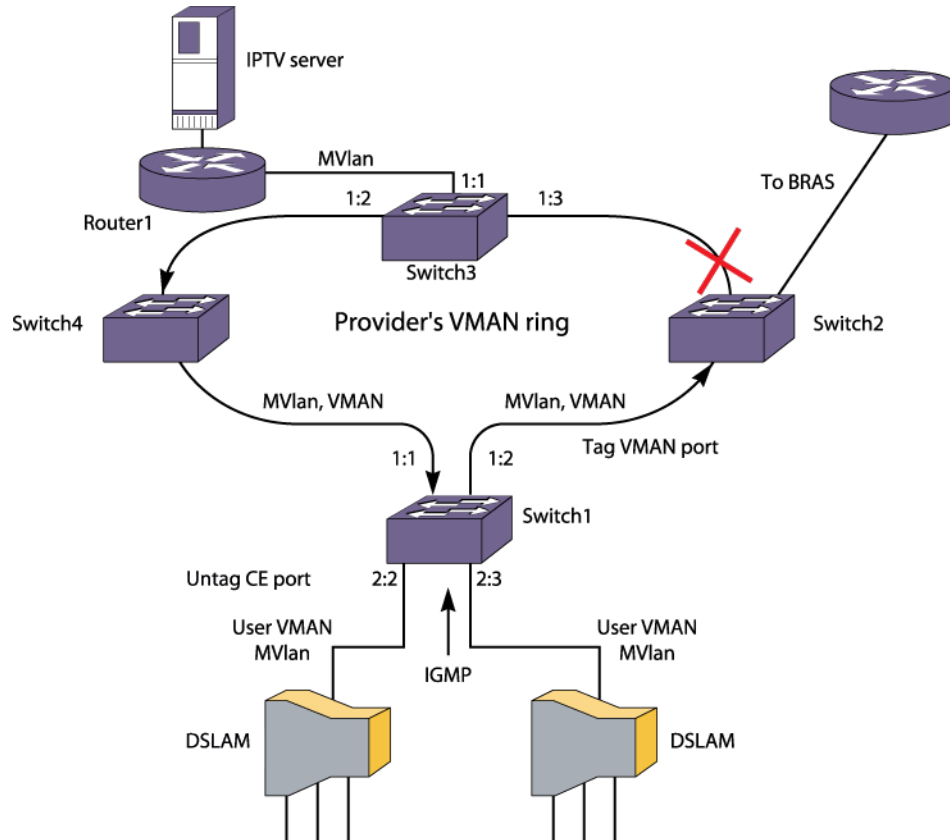 IPTV server
MVlan
To BRAS
1:1
1:2
1:3
Router1
Switch3
Switch4
Provider's VMAN ring
Switch2
MVlan, VMAN
MVlan, VMAN
Tag VMAN port
1:1
1:2
Switch1
Untag CE port
2:2
2:3
User VMAN
MVlan
User VMAN
MVlan
IGMP
DSLAM
DSLAM